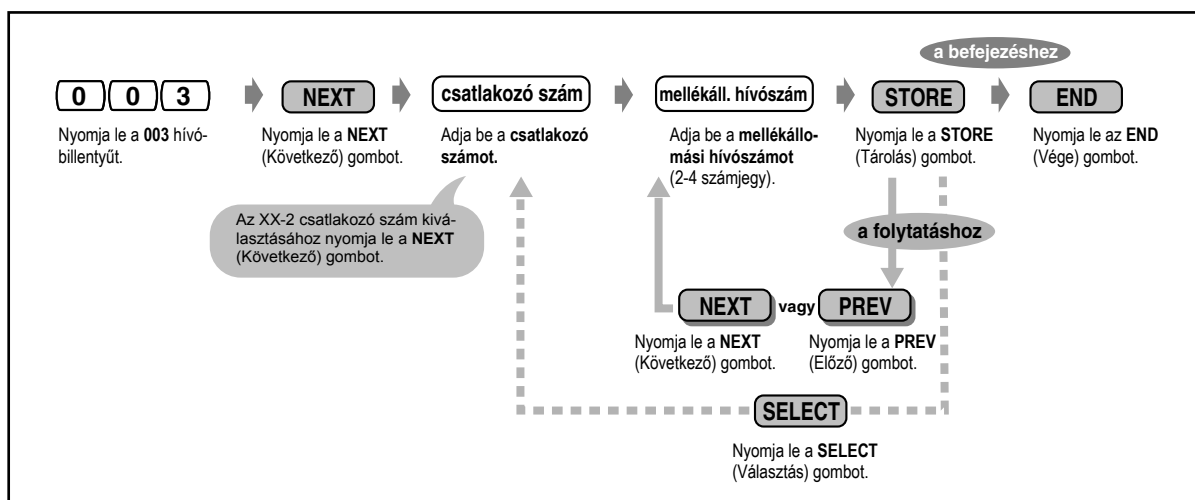 a befejezéshez
0 0 3
NEXT
csatlakozó szám
mellékáll. hívószám
STORE
END
Nyomja le a 003 hívó-
billentyűt.
Nyomja le a NEXT
(Következő) gombot.
Adja be a csatlakozó
számot.
Adja be a mellékállo-
mási hívószámot
(2-4 számjegy).
Nyomja le a STORE
(Tárolás) gombot.
Nyomja le az END
(Vége) gombot.
Az XX-2 csatlakozó szám kivá-
lasztásához nyomja le a NEXT
(Következő) gombot.
a folytatáshoz
NEXT vagy PREV
Nyomja le a NEXT
(Következő) gombot.
Nyomja le a PREV
(Előző) gombot.
SELECT
Nyomja le a SELECT
(Választás) gombot.